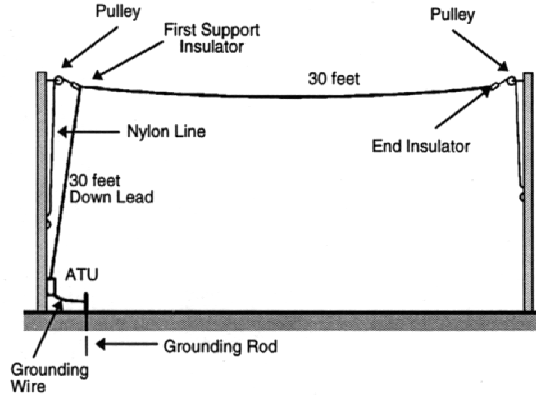 Pulley
First Support
Insulator
Pulley
30 feet
Nylon Line
End Insulator
30 feet
Down Lead
ATU
Grounding Rod
Grounding
Wire